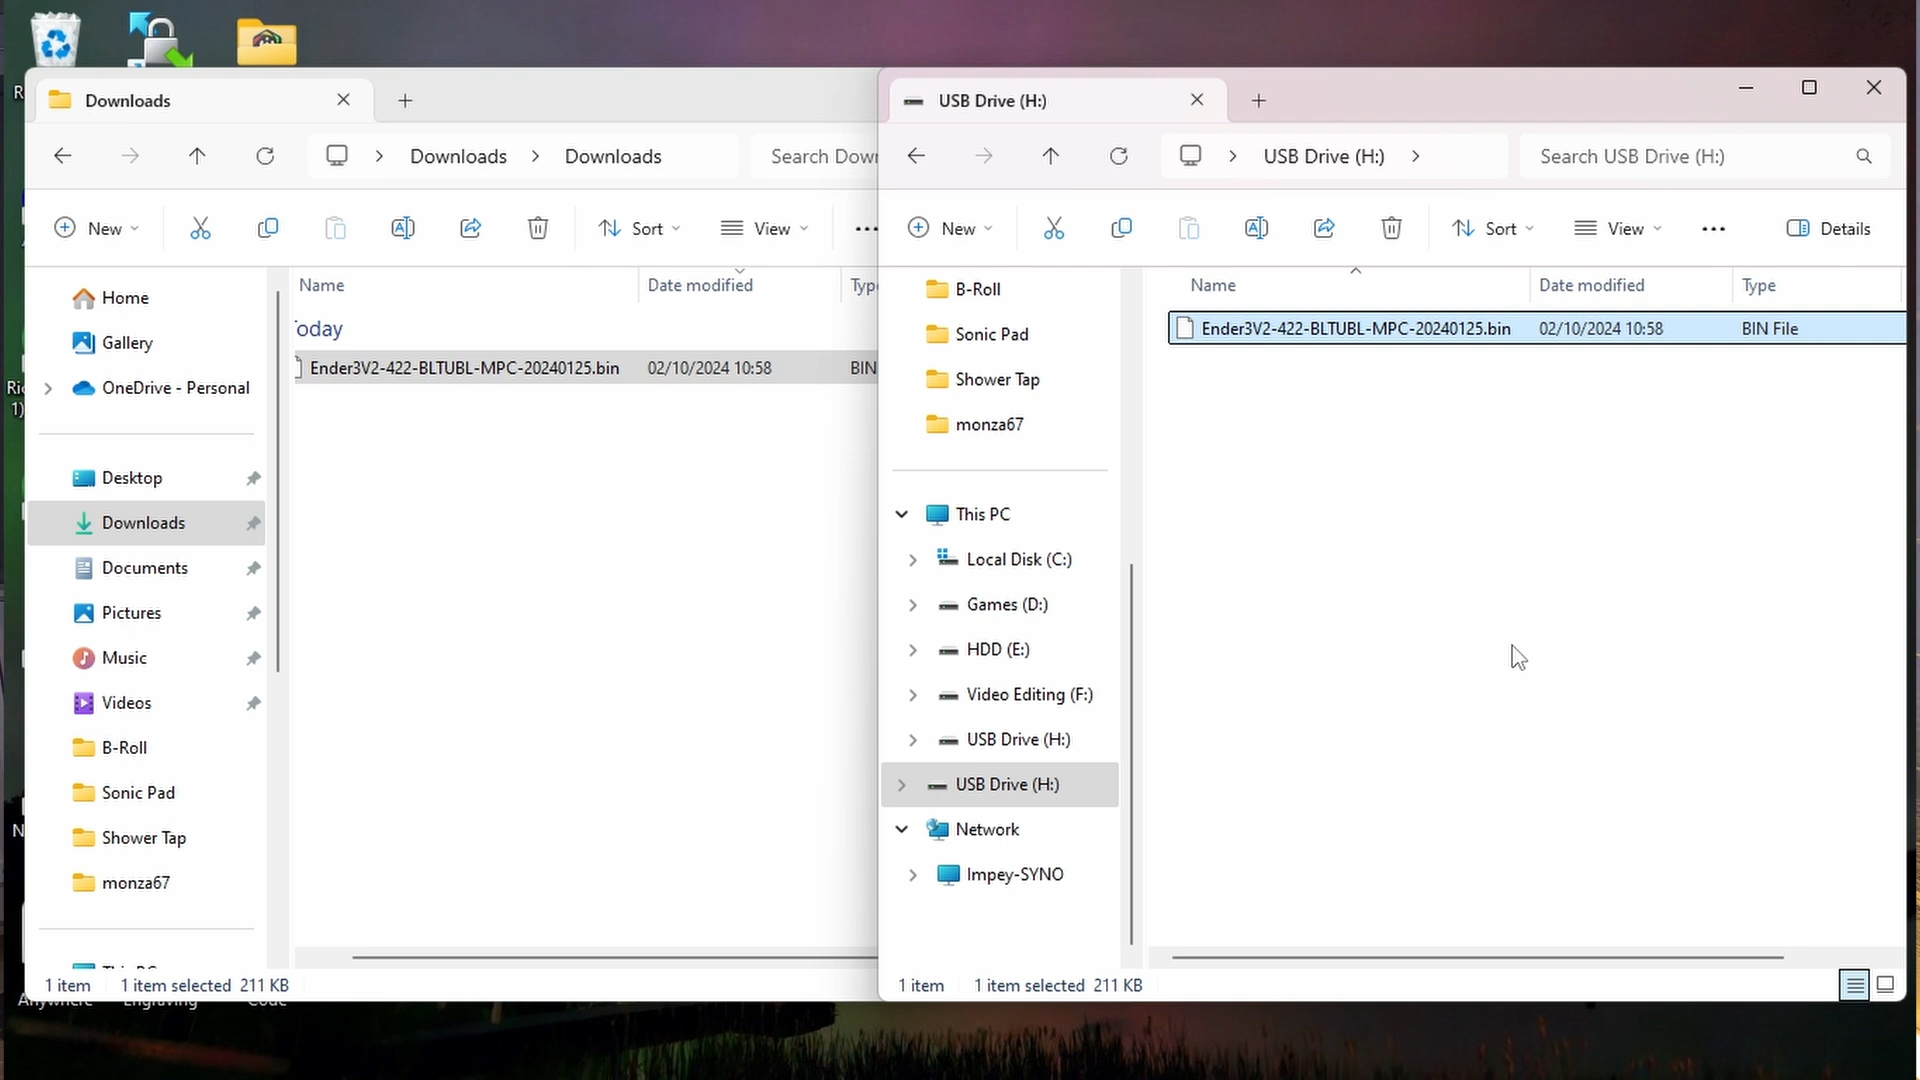 Downloads
Downloads
Downloads
Search Dow
New
Sort
View
Home
Gallery
OneDrive - Personal
Desktop
Downloads
Documents
Pictures
Music
Videos
B-Roll
Sonic Pad
Shower Tap
monza67
Name
Date modified
Type
oday
Ender3V2-422-BLTUBL-MPC-20240125.bin
02/10/2024 10:58
BIN
1 item
1 item selected 211 KB
USB Drive (H:)
USB Drive (H:)
Search USB Drive (H:)
New
Sort
View
Details
B-Roll
Sonic Pad
Shower Tap
monza67
This PC
Local Disk (C:)
Games (D:)
HDD (E:)
Video Editing (F:)
USB Drive (H:)
USB Drive (H:)
Network
Impey-SYNO
Name
Date modified
Type
Ender3V2-422-BLTUBL-MPC-20240125.bin
02/10/2024 10:58
BIN File
1 item
1 item selected 211 KB
Anywhere
Engraving
Code